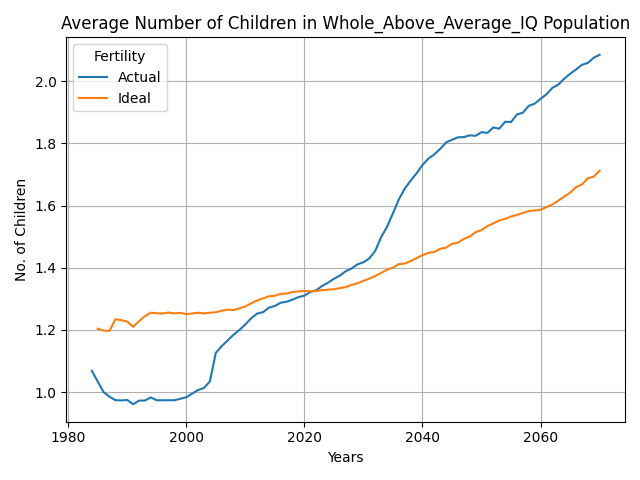 Average Number of Children in Whole_Above_Average_IQ Population
Fertility
Actual
Ideal
No. of Children
2.0
1.8
1.6
1.4
1.2
1.0
1980
2000
2020
2040
2060
Years